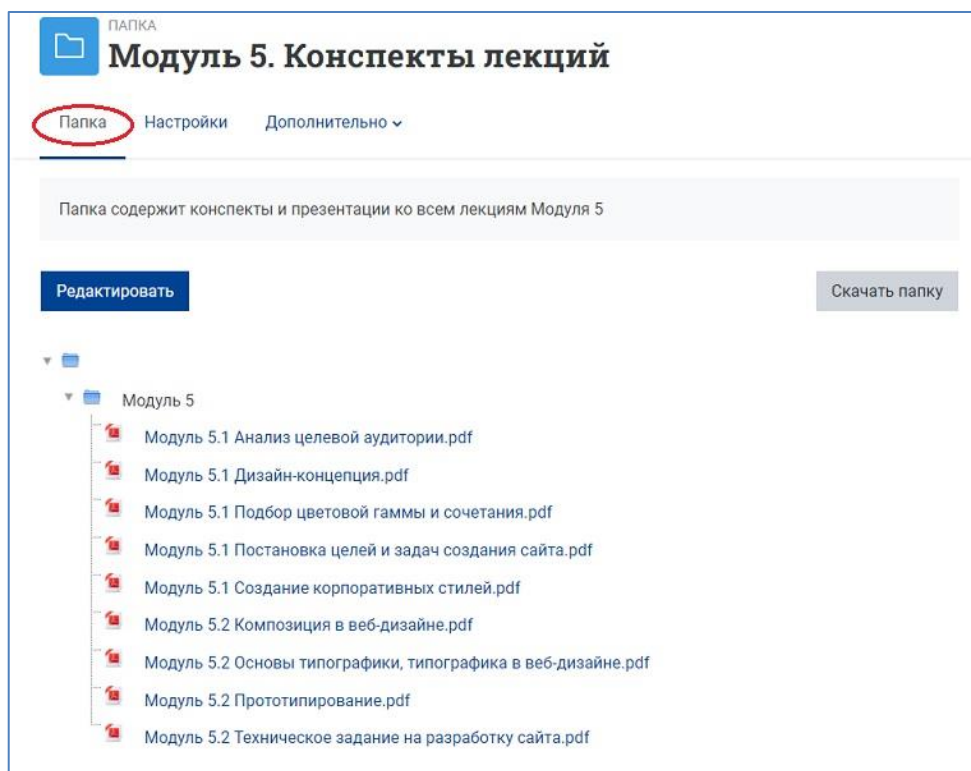 ПАПКА
Модуль 5. Конспекты лекций
Папка Настройки Дополнительно
Папка содержит конспекты и презентации ко всем лекциям Модуля 5
Редактировать Скачать папку
Модуль 5
Модуль 5.1 Анализ целевой аудитории.pdf
Модуль 5.1 Дизайн-концепция.pdf
Модуль 5.1 Подбор цветовой гаммы и сочетания.pdf
Модуль 5.1 Постановка целей и задач создания сайта.pdf
Модуль 5.1 Создание корпоративных стилей.pdf
Модуль 5.2 Композиция в веб-дизайне.pdf
Модуль 5.2 Основы типографики, типографика в веб-дизайне.pdf
Модуль 5.2 Прототипирование.pdf
Модуль 5.2 Техническое задание на разработку сайта.pdf